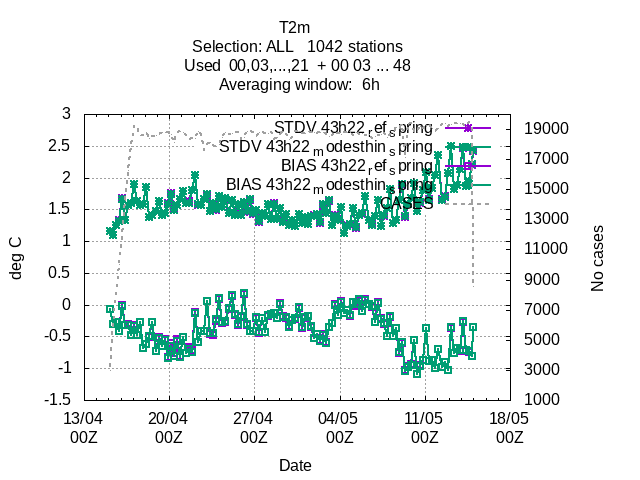 T2m
Selection: ALL   1042 stations
Used  00,03,...,21  + 00 03 ... 48
Averaging window:  6h
STDV 43h22_ref_spring
STDV 43h22_modesthin_spring
BIAS 43h22_ref_spring
BIAS 43h22_modesthin_spring
CASES
deg C
3
2.5
2
1.5
1
0.5
0
-0.5
-1
-1.5
19000
17000
15000
13000
11000
9000
7000
5000
3000
1000
No cases
13/04 20/04 27/04 04/05 11/05 18/05
00Z 00Z 00Z 00Z 00Z 00Z
Date